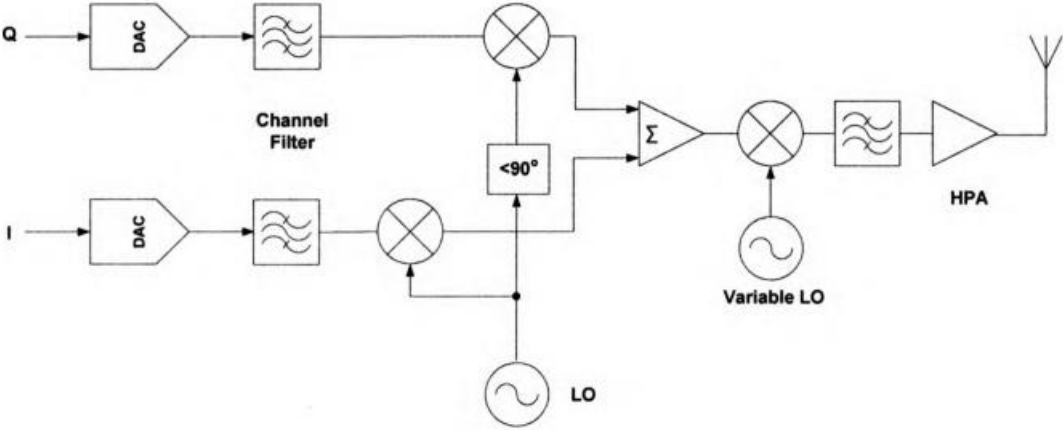 Q
DAC
Channel
Filter
Σ
<90°
HPA
I
DAC
Variable LO
LO